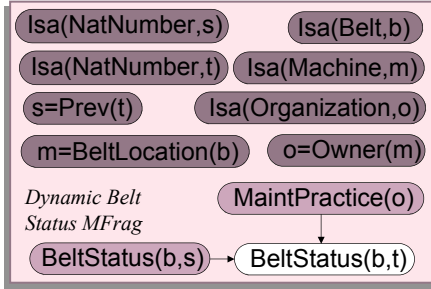 Isa(NatNumber,s)
Isa(Belt,b)
Isa(NatNumber,t)
Isa(Machine,m)
s=Prev(t)
Isa(Organization,o)
m=BeltLocation(b)
o=Owner(m)
Dynamic Belt
Status MFrag
MaintPractice(o)
BeltStatus(b,s)
BeltStatus(b,t)